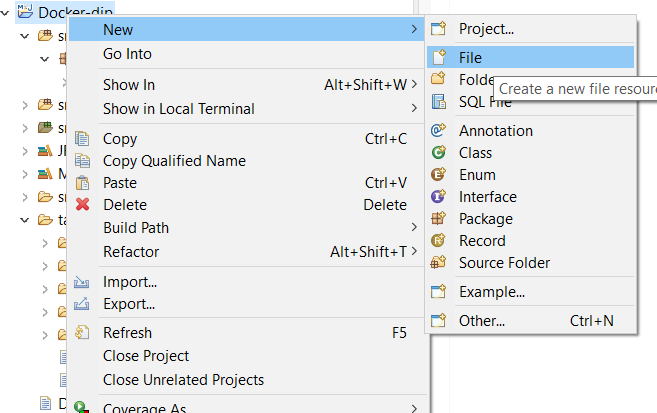 Docker-dip
New
Go Into
Show In Alt+Shift+W
Show in Local Terminal
Copy Ctrl+C
Copy Qualified Name
Paste Ctrl+V
Delete Delete
Build Path
Refactor Alt+Shift+T
Import...
Export...
Refresh F5
Close Project
Close Unrelated Projects
Coverage As
Project...
File
Create a new file resour
SQL File
Annotation
Class
Enum
Interface
Package
Record
Source Folder
Example...
Other... Ctrl+N